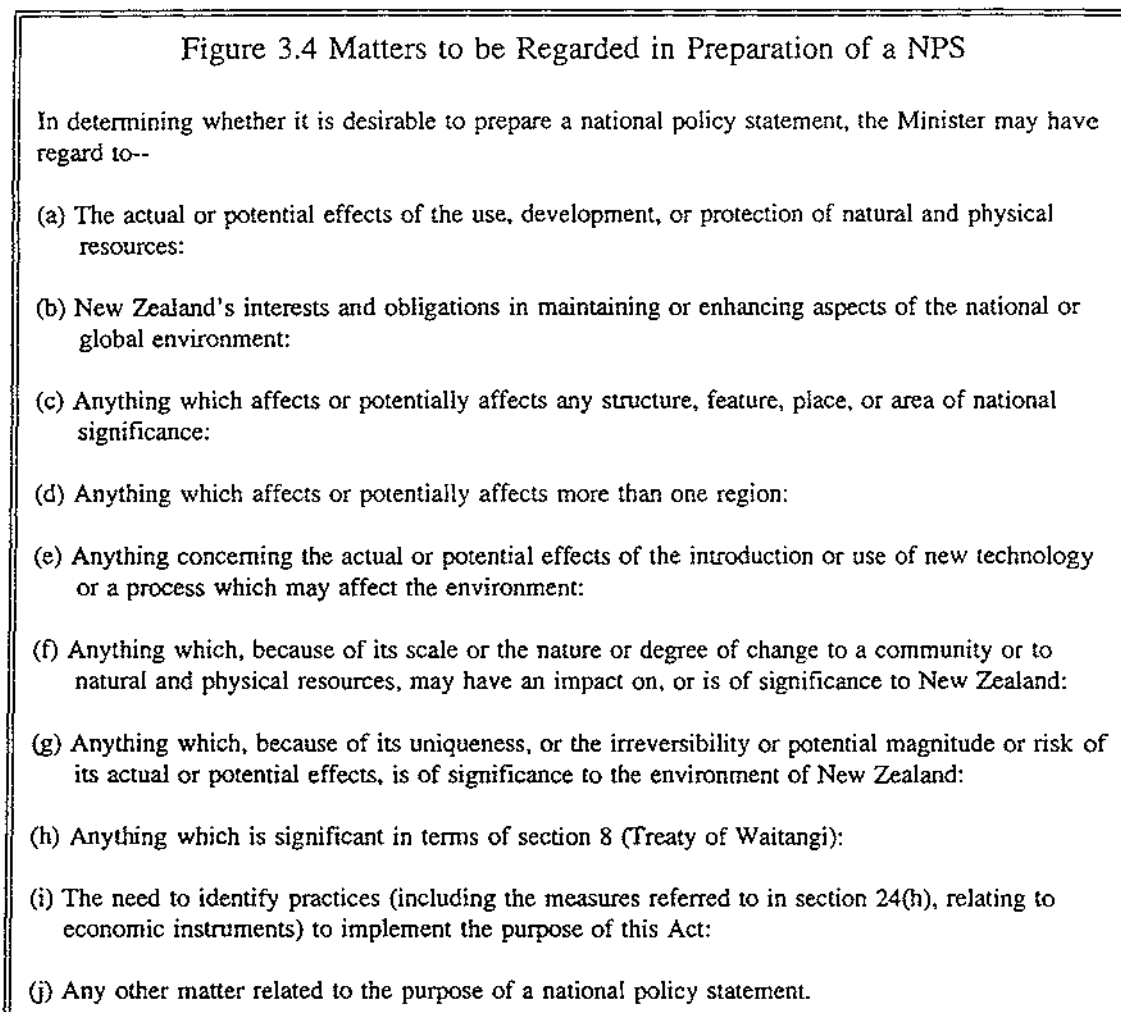 Figure 3.4 Matters to be Regarded in Preparation of a NPS
In determining whether it is desirable to prepare a national policy statement, the Minister may have
regard to--
(a) The actual or potential effects of the use, development, or protection of natural and physical
resources:
(b) New Zealand's interests and obligations in maintaining or enhancing aspects of the national or
global environment:
(c) Anything which affects or potentially affects any structure, feature, place, or area of national
significance:
(d) Anything which affects or potentially affects more than one region:
(e) Anything concerning the actual or potential effects of the introduction or use of new technology
or a process which may affect the environment:
(f) Anything which, because of its scale or the nature or degree of change to a community or to
natural and physical resources, may have an impact on, or is of significance to New Zealand:
(g) Anything which, because of its uniqueness, or the irreversibility or potential magnitude or risk of
its actual or potential effects, is of significance to the environment of New Zealand:
(h) Anything which is significant in terms of section 8 (Treaty of Waitangi):
(i) The need to identify practices (including the measures referred to in section 24(h), relating to
economic instruments) to implement the purpose of this Act:
(j) Any other matter related to the purpose of a national policy statement.